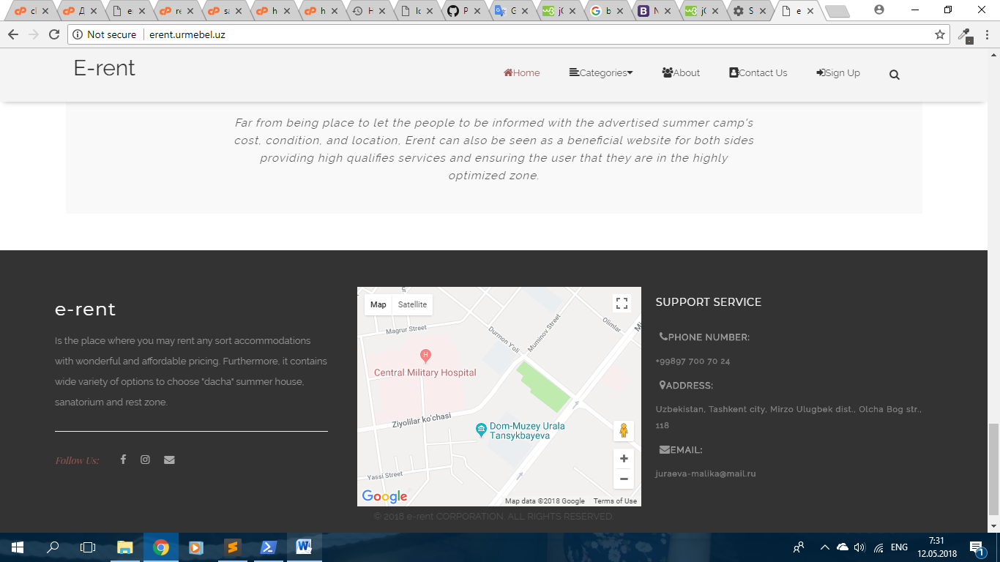 cl
Д
e
re
sa
h
h
H
lo
P
G
jQ
b
N
jQ
S
e
Not secure
erent.urmebel.uz
E-rent
Home
Categories
About
Contact Us
Sign Up
Far from being place to let the people to be informed with the advertised summer camp's
cost, condition, and location, Erent can also be seen as a beneficial website for both sides
providing high qualifies services and ensuring the user that they are in the highly
optimized zone.
e-rent
Is the place where you may rent any sort accommodations
with wonderful and affordable pricing. Furthermore, it contains
wide variety of options to choose "dacha" summer house,
sanatorium and rest zone.
Follow Us:
Map
Satellite
Magrur Street
Durmon Yo'li
Muminov Street
Olimlar
H
Central Military Hospital
Ziyolilar ko'chasi
Dom-Muzey Urala
Tansykbayeva
Yassi Street
Google
Map data ©2018 Google
Terms of Use
SUPPORT SERVICE
PHONE NUMBER:
+99897 700 70 24
ADDRESS:
Uzbekistan, Tashkent city, Mirzo Ulugbek dist., Olcha Bog str.,
118
EMAIL:
juraeva-malika@mail.ru
© 2018 e-rent CORPORATION. ALL RIGHTS RESERVED.
ENG
7:31
12.05.2018
1